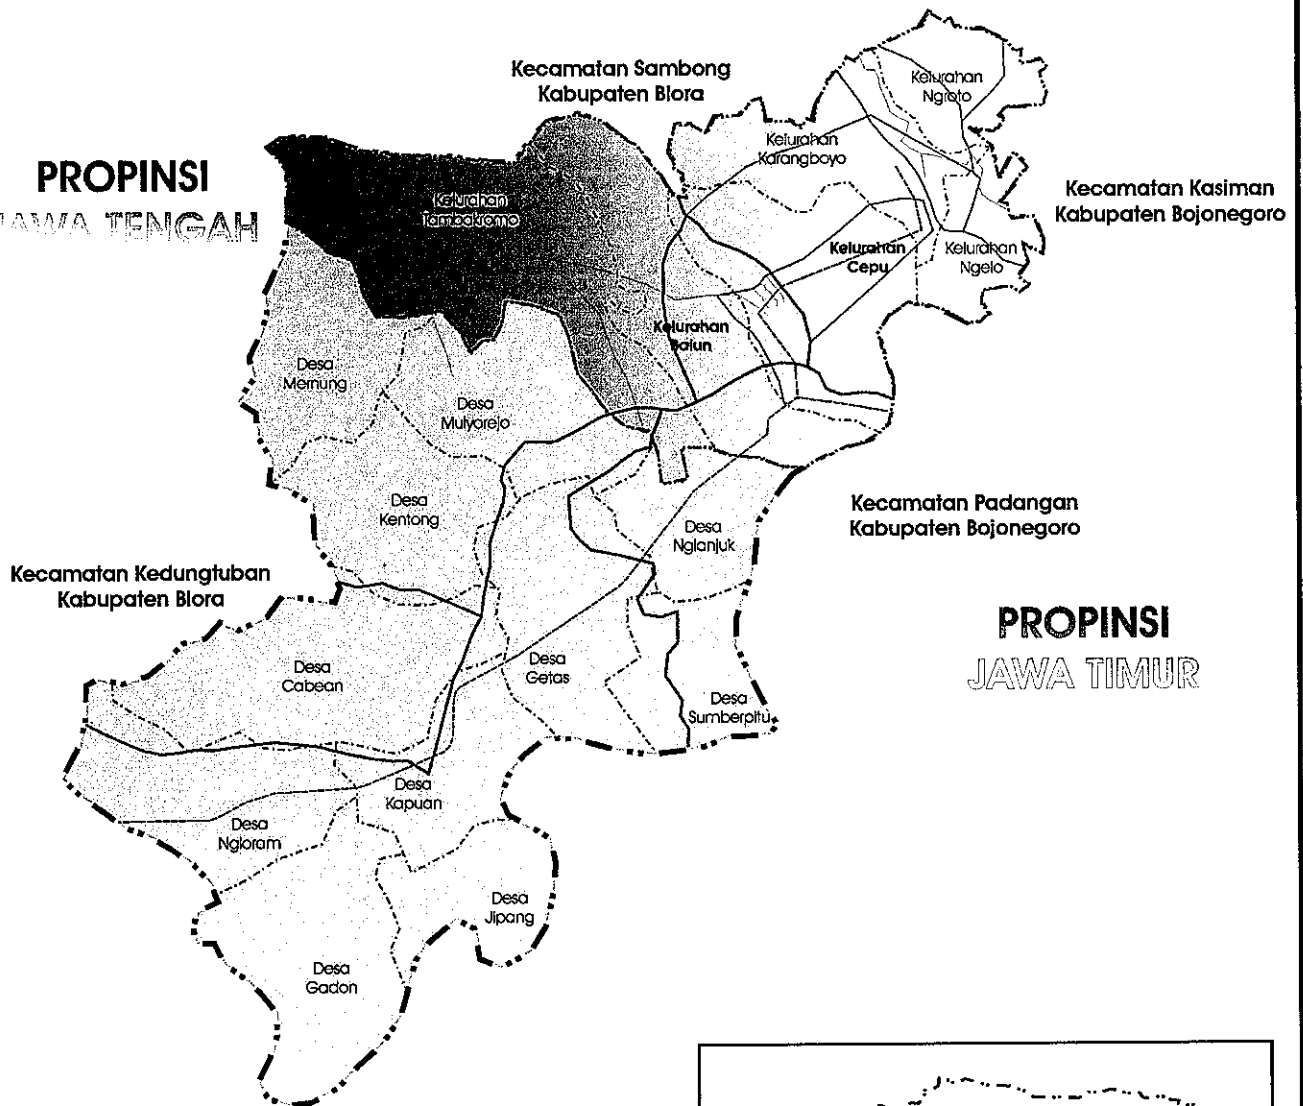 Kecamatan Sambong
Kabupaten Blora
Kelurahan
Ngroto
Kelurahan
Karangboyo
PROPINSI
JAWA TENGAH
Kelurahan
Tambakromo
Kecamatan Kasiman
Kabupaten Bojonegoro
Kelurahan
Cepu
Kelurahan
Ngelo
Kelurahan
Balun
Desa
Mernung
Desa
Mulyorejo
Desa
Kentong
Desa
Nglanjuk
Kecamatan Padangan
Kabupaten Bojonegoro
Kecamatan Kedungtuban
Kabupaten Blora
PROPINSI
JAWA TIMUR
Desa
Cabean
Desa
Getas
Desa
Sumberpitu
Desa
Kapuan
Desa
Ngloram
Desa
Jipang
Desa
Gadon